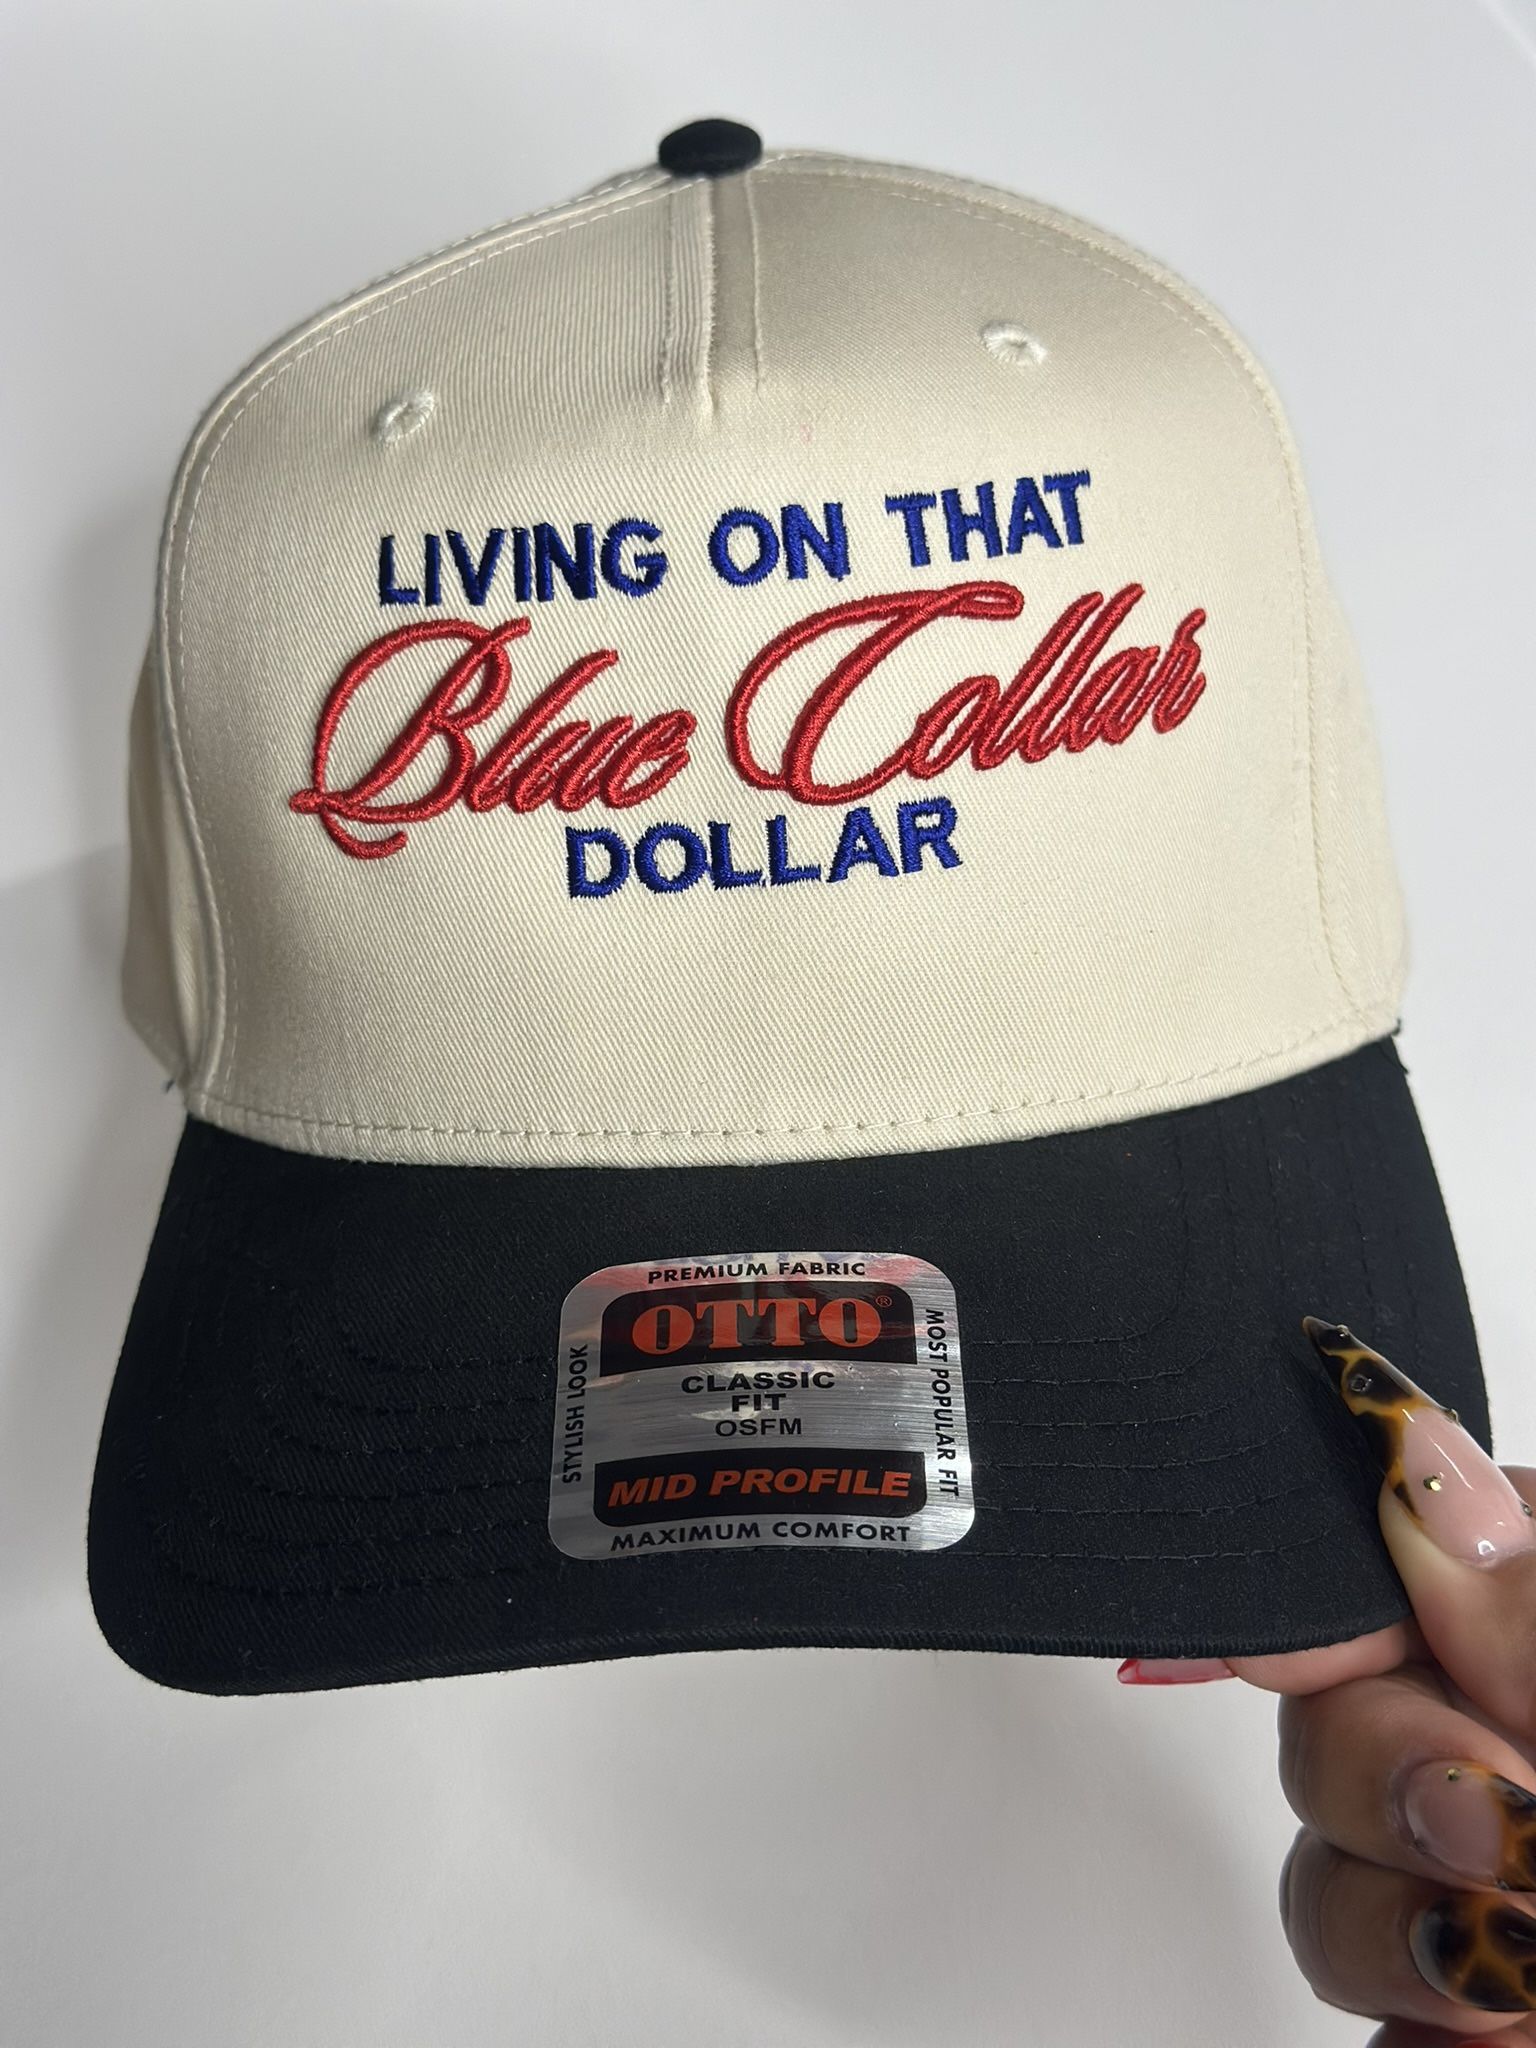 LIVING ON THAT
Blue Collar
DOLLAR
PREMIUM FABRIC
OTTO®
CLASSIC
FIT
OSFM
MID PROFILE
MAXIMUM COMFORT
STYLISH LOOK
MOST POPULAR FIT